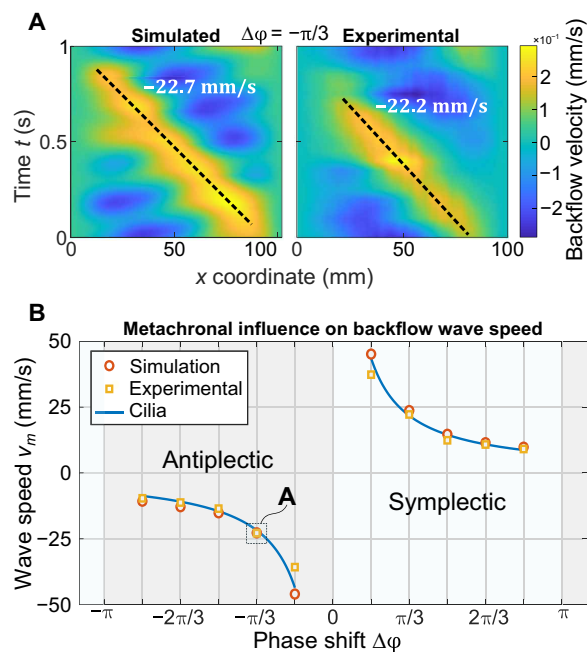 A
Simulated
Δφ = −π/3
Experimental
−22.7 mm/s
−22.2 mm/s
1
0.5
0
Time t (s)
0
50
100
0
50
100
x coordinate (mm)
×10⁻¹
2
1
0
−1
−2
Backflow velocity (mm/s)
B
Metachronal influence on backflow wave speed
50
25
0
−25
−50
Wave speed vₘ (mm/s)
Simulation
Experimental
Cilia
Antiplectic
A
Symplectic
−π
−2π/3
−π/3
0
π/3
2π/3
π
Phase shift Δφ